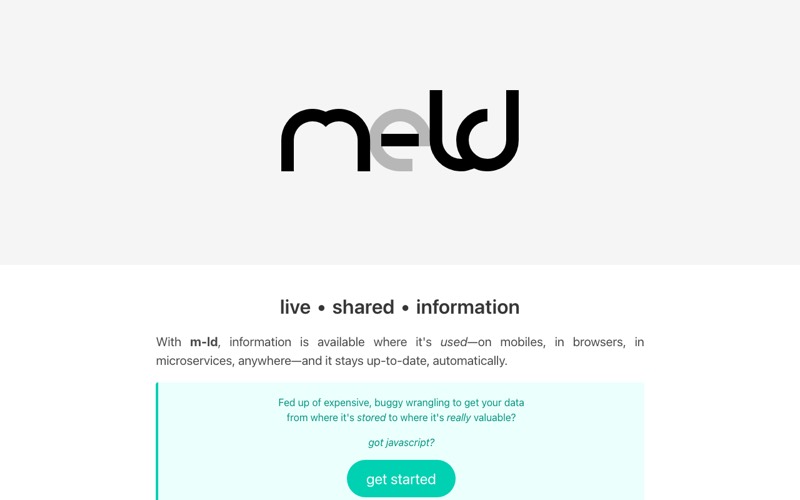 m-ld
live • shared • information
With m-ld, information is available where it's used—on mobiles, in browsers, in
microservices, anywhere—and it stays up-to-date, automatically.
Fed up of expensive, buggy wrangling to get your data
from where it's stored to where it's really valuable?
got javascript?
get started